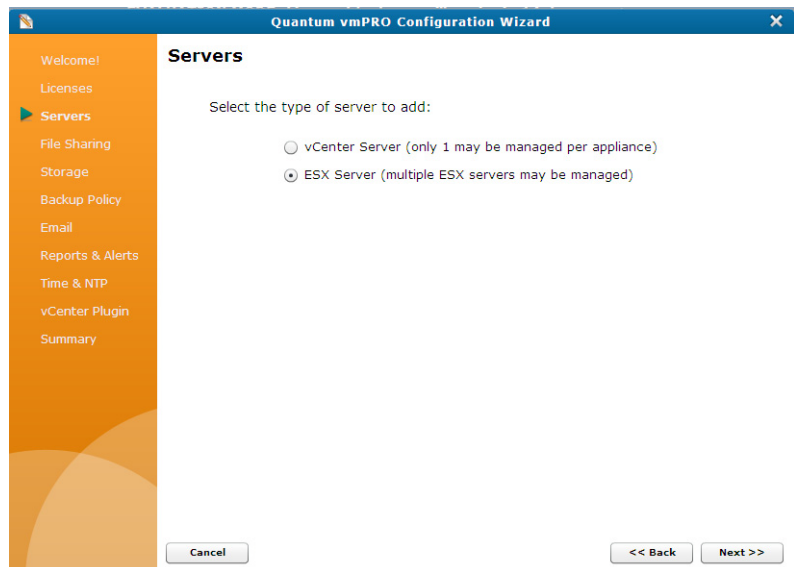 Quantum vmPRO Configuration Wizard
Welcome!
Licenses
Servers
File Sharing
Storage
Backup Policy
Email
Reports & Alerts
Time & NTP
vCenter Plugin
Summary
Servers
Select the type of server to add:
vCenter Server (only 1 may be managed per appliance)
ESX Server (multiple ESX servers may be managed)
Cancel
<< Back
Next >>